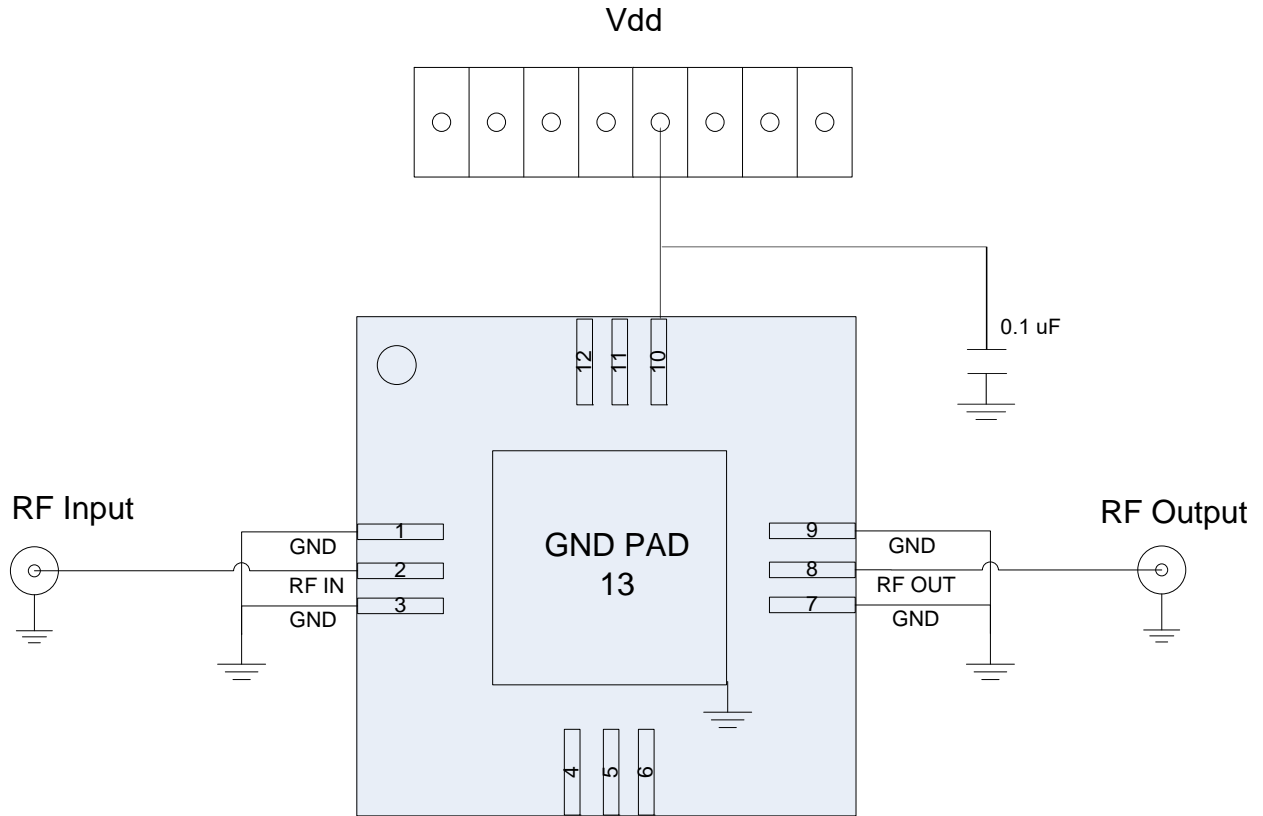 Vdd
0.1 uF
12
11
10
RF Input
RF Output
1
GND
2
RF IN
3
GND
GND PAD
13
9
GND
8
RF OUT
7
GND
4
5
6